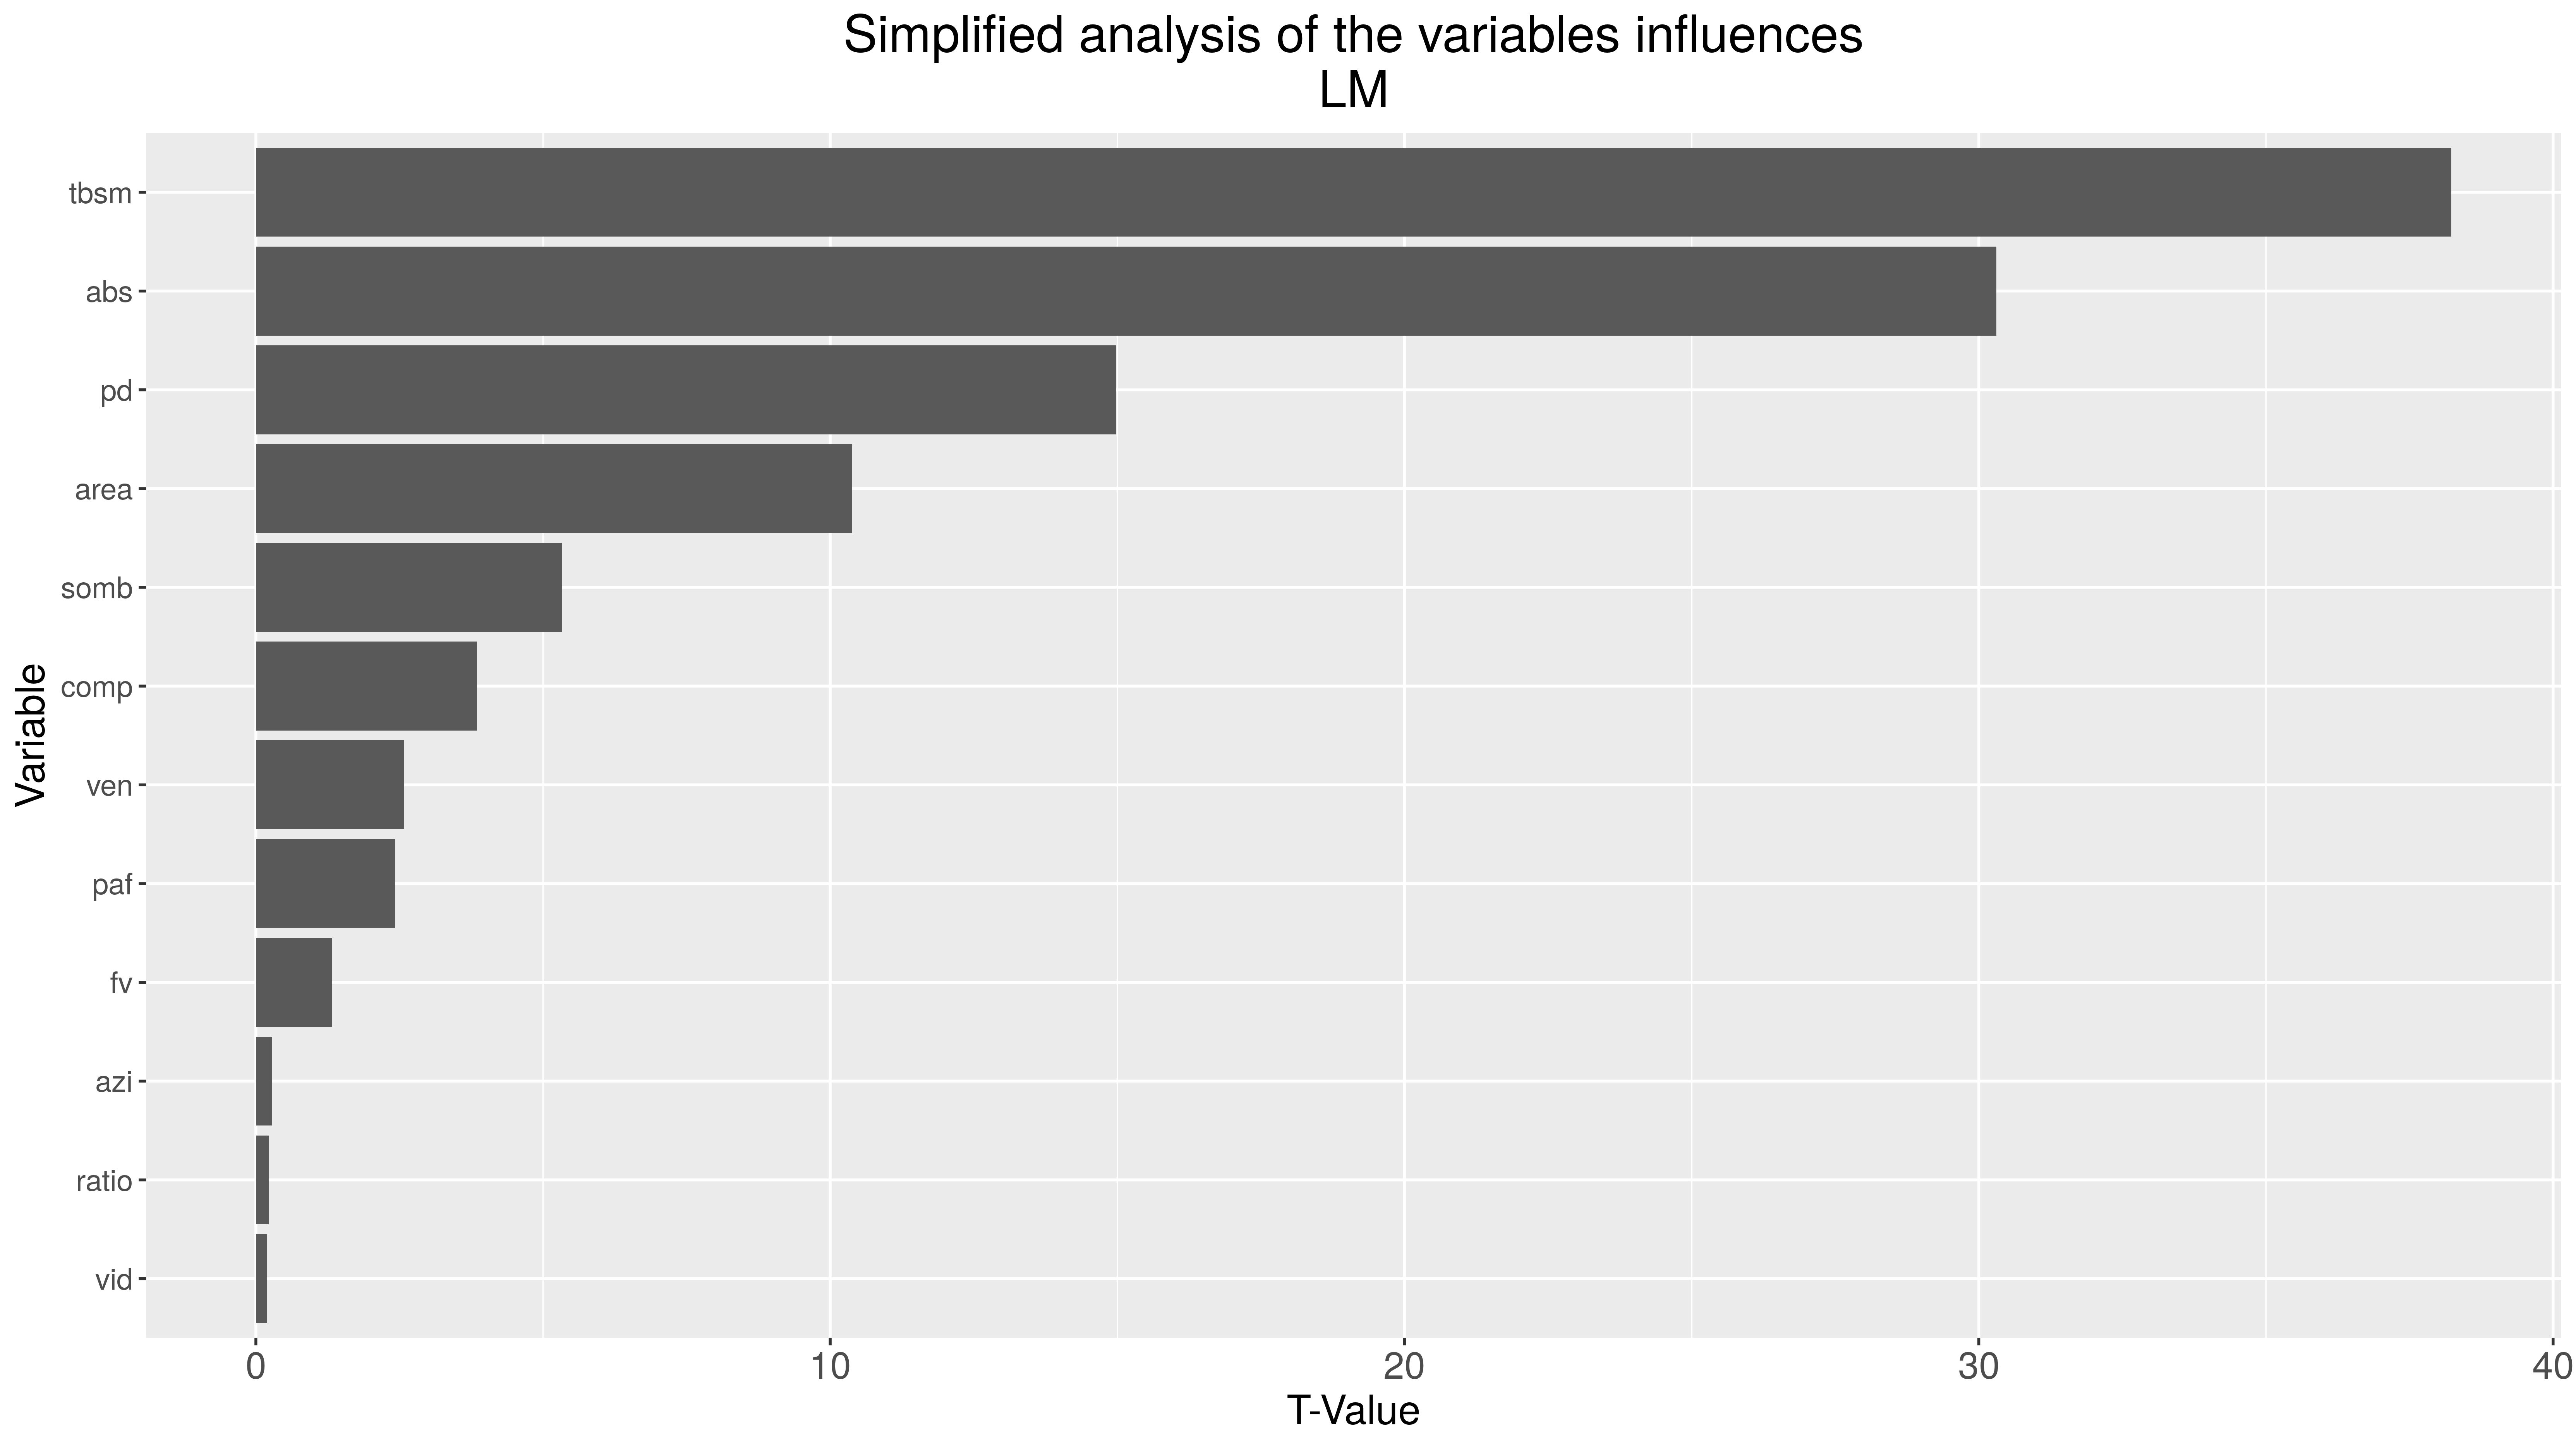 Simplified analysis of the variables influences
LM
tbsm
abs
pd
area
somb
comp
ven
paf
fv
azi
ratio
vid
Variable
0 10 20 30 40
T-Value